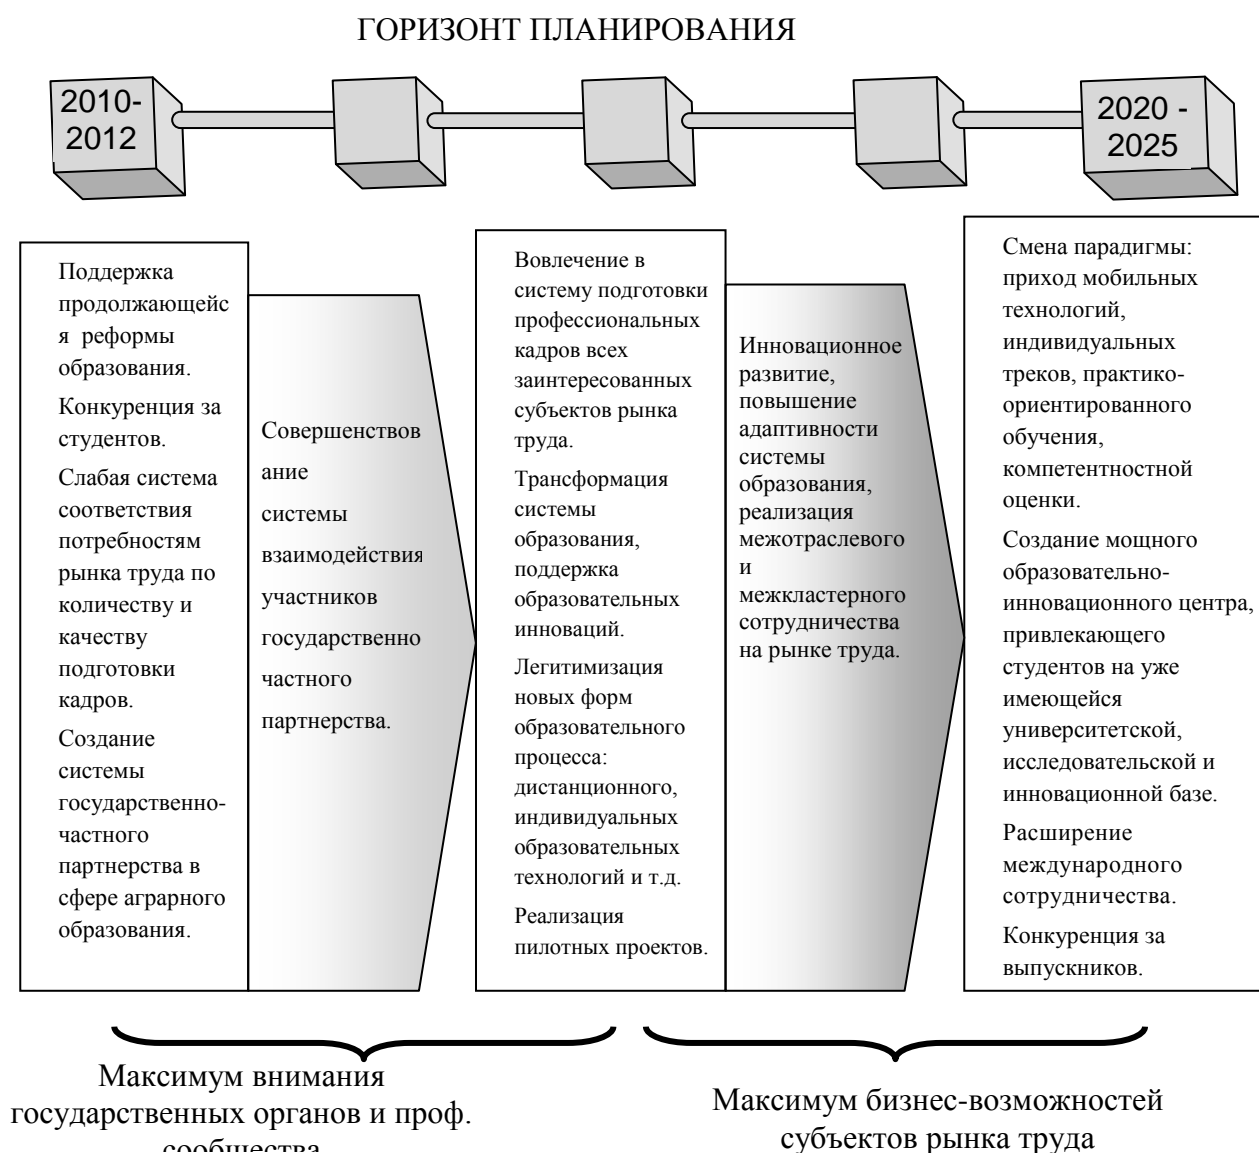 ГОРИЗОНТ ПЛАНИРОВАНИЯ
2010-
2012
2020 -
2025
Поддержка
продолжающейс
я реформы
образования.
Конкуренция за
студентов.
Слабая система
соответствия
потребностям
рынка труда по
количеству и
качеству
подготовки
кадров.
Создание
системы
государственно-
частного
партнерства в
сфере аграрного
образования.
Совершенствов
ание
системы
взаимодействия
участников
государственно
частного
партнерства.
Вовлечение в
систему подготовки
профессиональных
кадров всех
заинтересованных
субъектов рынка
труда.
Трансформация
системы
образования,
поддержка
образовательных
инноваций.
Легитимизация
новых форм
образовательного
процесса:
дистанционного,
индивидуальных
образовательных
технологий и т.д.
Реализация
пилотных проектов.
Инновационное
развитие,
повышение
адаптивности
системы
образования,
реализация
межотраслевого
и
межкластерного
сотрудничества
на рынке труда.
Смена парадигмы:
приход мобильных
технологий,
индивидуальных
треков, практико-
ориентированного
обучения,
компетентностной
оценки.
Создание мощного
образовательно-
инновационного центра,
привлекающего
студентов на уже
имеющейся
университетской,
исследовательской и
инновационной базе.
Расширение
международного
сотрудничества.
Конкуренция за
выпускников.
Максимум внимания
государственных органов и проф.
сообщества
Максимум бизнес-возможностей
субъектов рынка труда